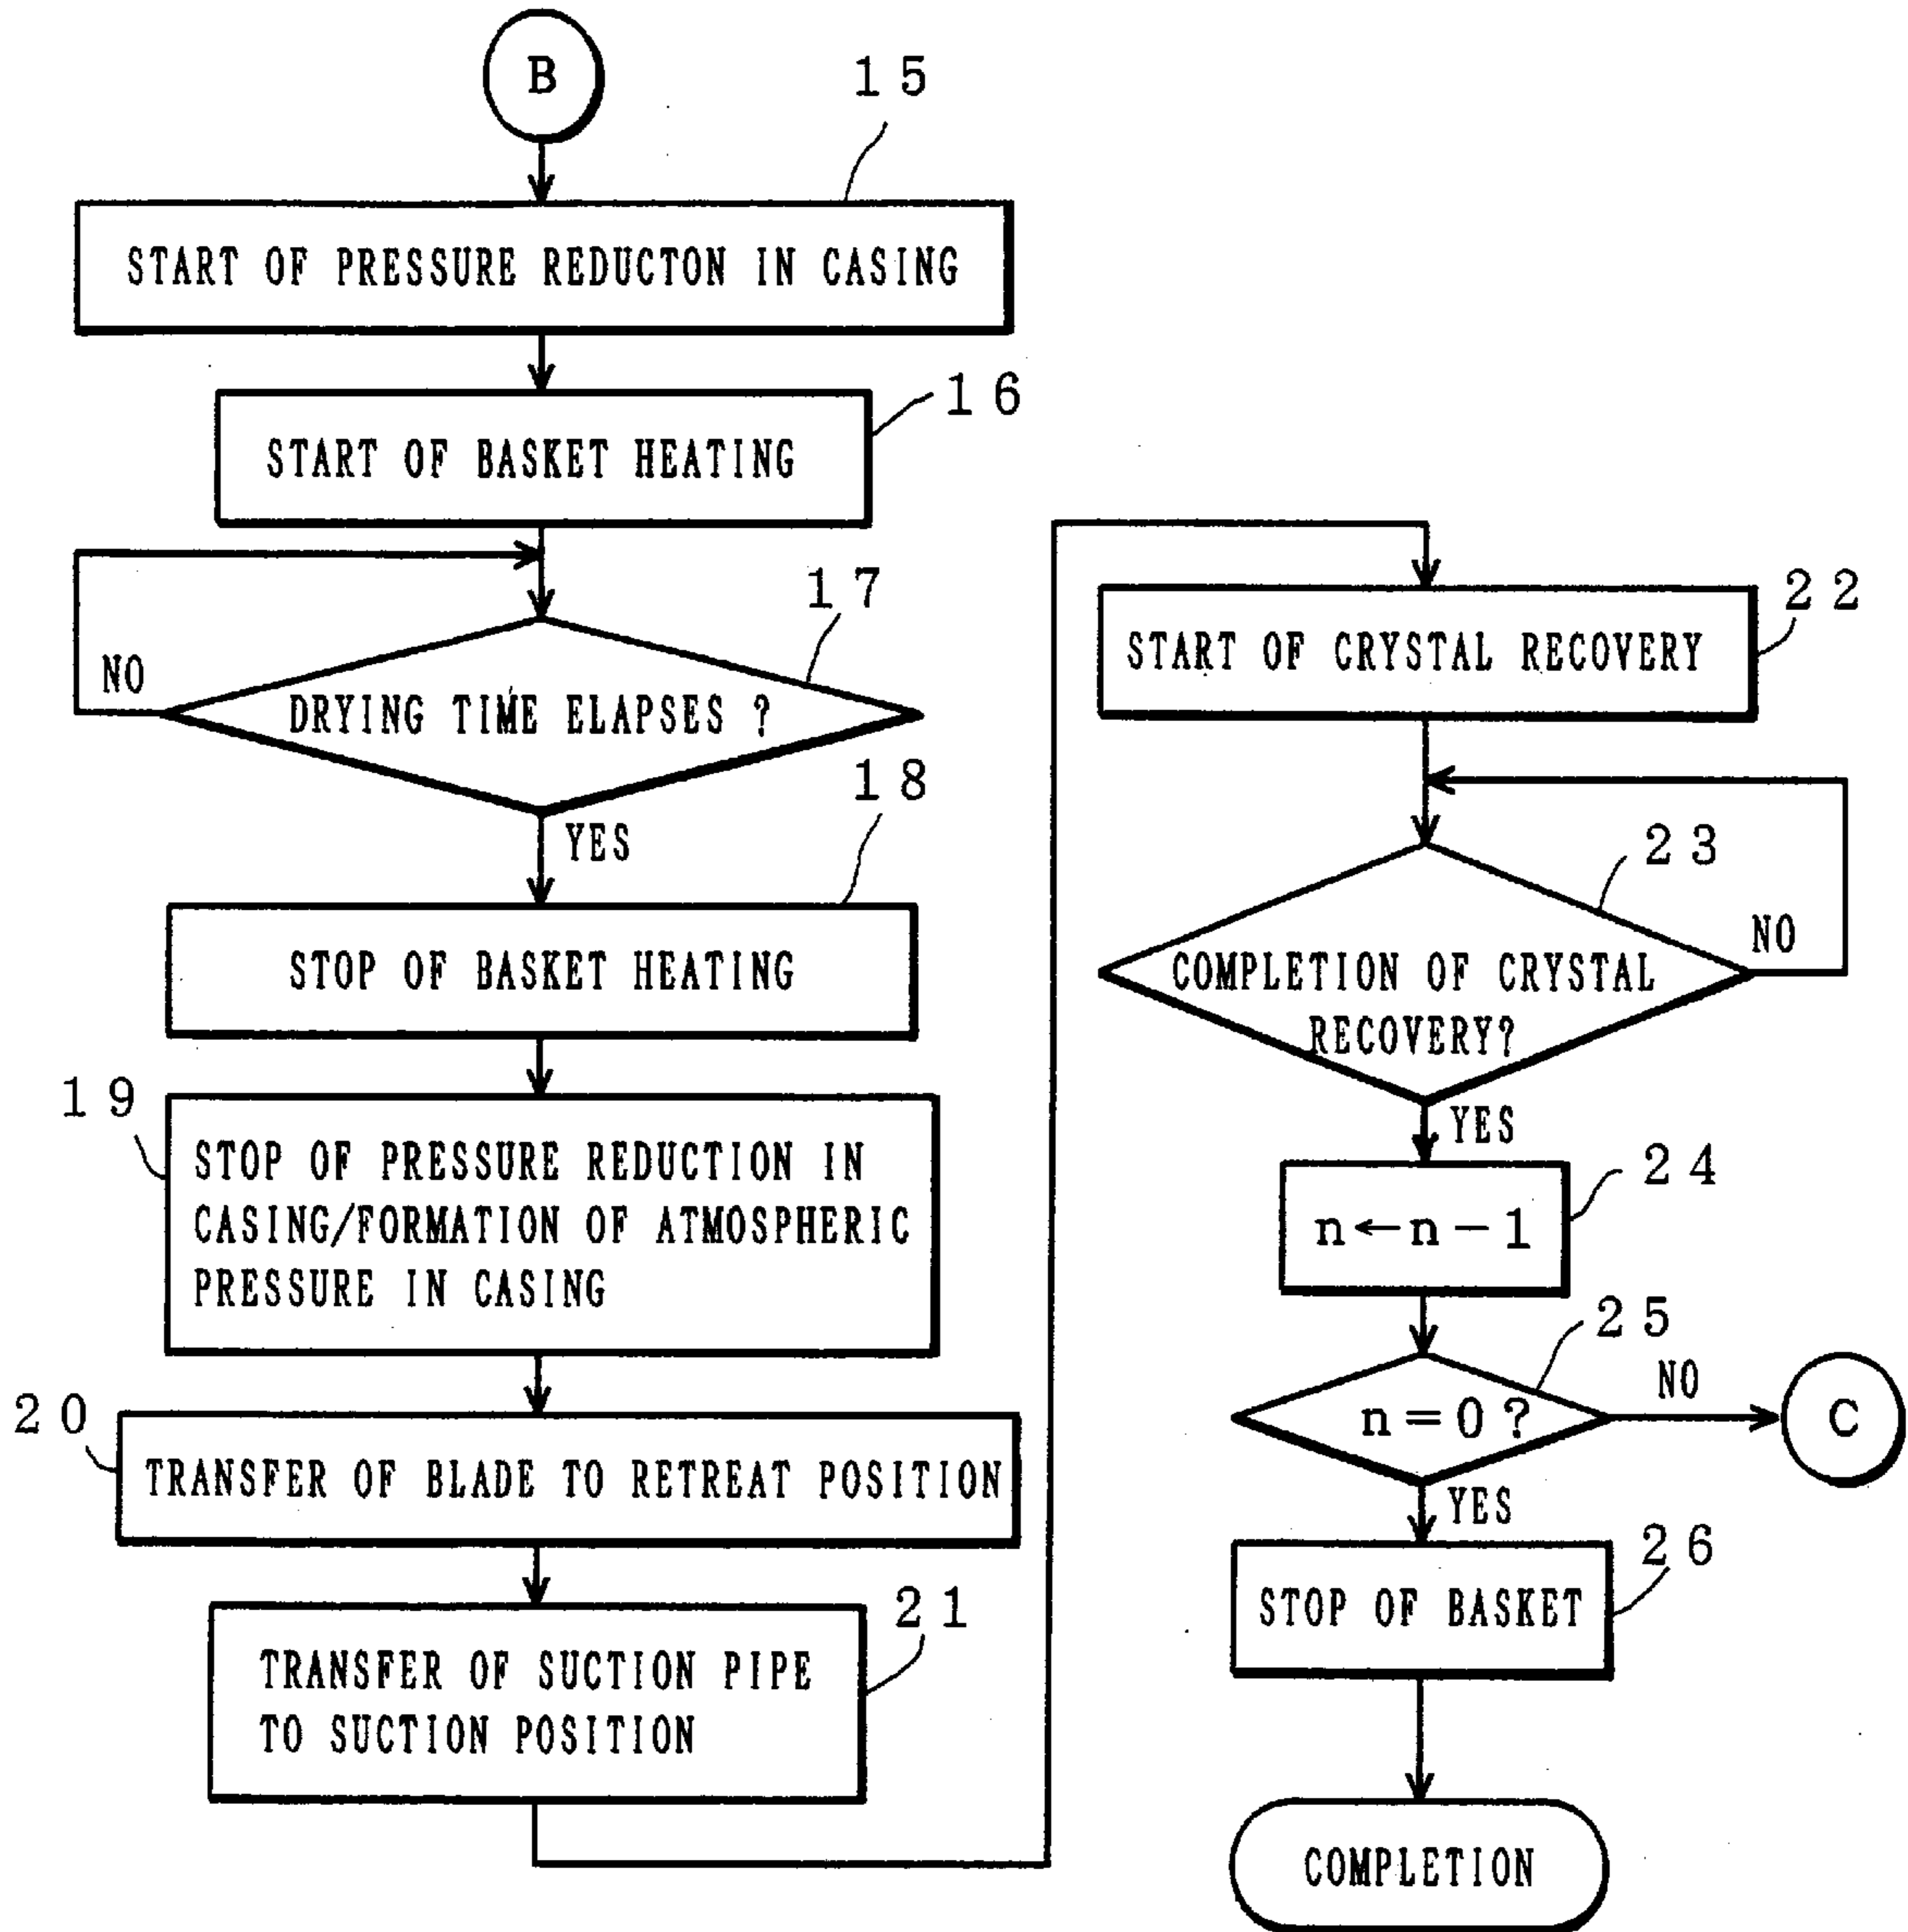 B
15
START OF PRESSURE REDUCTON IN CASING
16
START OF BASKET HEATING
17
NO
DRYING TIME ELAPSES ?
YES
18
STOP OF BASKET HEATING
19
STOP OF PRESSURE REDUCTION IN
CASING/FORMATION OF ATMOSPHERIC
PRESSURE IN CASING
20
TRANSFER OF BLADE TO RETREAT POSITION
21
TRANSFER OF SUCTION PIPE
TO SUCTION POSITION
22
START OF CRYSTAL RECOVERY
23
NO
COMPLETION OF CRYSTAL
RECOVERY?
YES
24
n←n-1
25
n=0?
NO
C
YES
26
STOP OF BASKET
COMPLETION